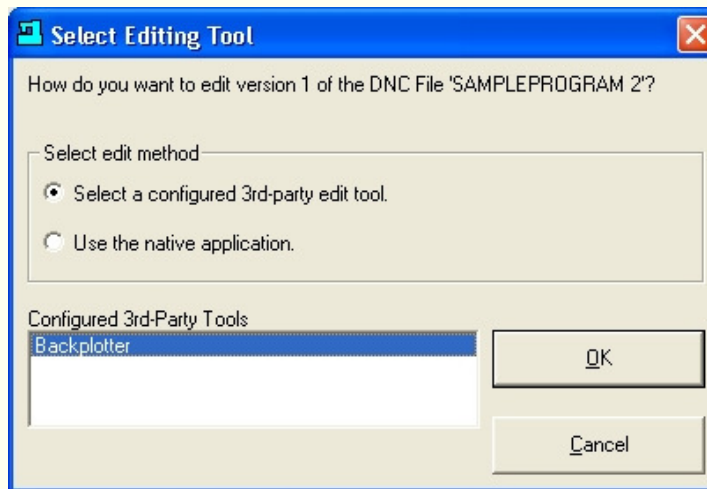 Select Editing Tool
How do you want to edit version 1 of the DNC File 'SAMPLEPROGRAM 2'?
Select edit method
Select a configured 3rd-party edit tool.
Use the native application.
Configured 3rd-Party Tools
Backplotter
OK
Cancel